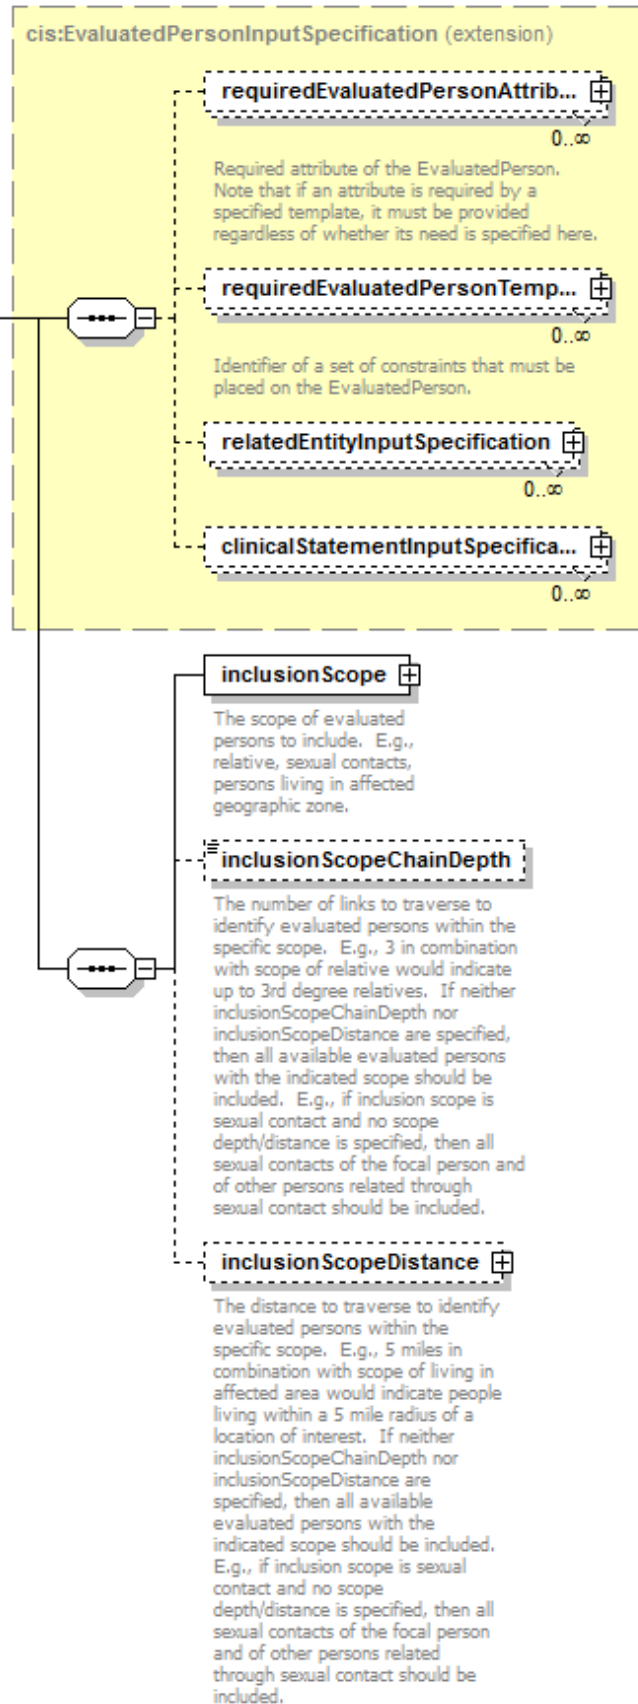 cis:EvaluatedPersonInputSpecification (extension)
requiredEvaluatedPersonAttrib...
0..∞
Required attribute of the EvaluatedPerson.
Note that if an attribute is required by a
specified template, it must be provided
regardless of whether its need is specified here.
requiredEvaluatedPersonTemp...
0..∞
Identifier of a set of constraints that must be
placed on the EvaluatedPerson.
relatedEntityInputSpecification
0..∞
clinicalStatementInputSpecifica...
0..∞
inclusionScope
The scope of evaluated
persons to include.  E.g.,
relative, sexual contacts,
persons living in affected
geographic zone.
inclusionScopeChainDepth
The number of links to traverse to
identify evaluated persons within the
specific scope.  E.g., 3 in combination
with scope of relative would indicate
up to 3rd degree relatives.  If neither
inclusionScopeChainDepth nor
inclusionScopeDistance are specified,
then all available evaluated persons
with the indicated scope should be
included.  E.g., if inclusion scope is
sexual contact and no scope
depth/distance is specified, then all
sexual contacts of the focal person and
of other persons related through
sexual contact should be included.
inclusionScopeDistance
The distance to traverse to identify
evaluated persons within the
specific scope.  E.g., 5 miles in
combination with scope of living in
affected area would indicate people
living within a 5 mile radius of a
location of interest.  If neither
inclusionScopeChainDepth nor
inclusionScopeDistance are
specified, then all available
evaluated persons with the
indicated scope should be included.
E.g., if inclusion scope is sexual
contact and no scope
depth/distance is specified, then all
sexual contacts of the focal person
and of other persons related
through sexual contact should be
included.